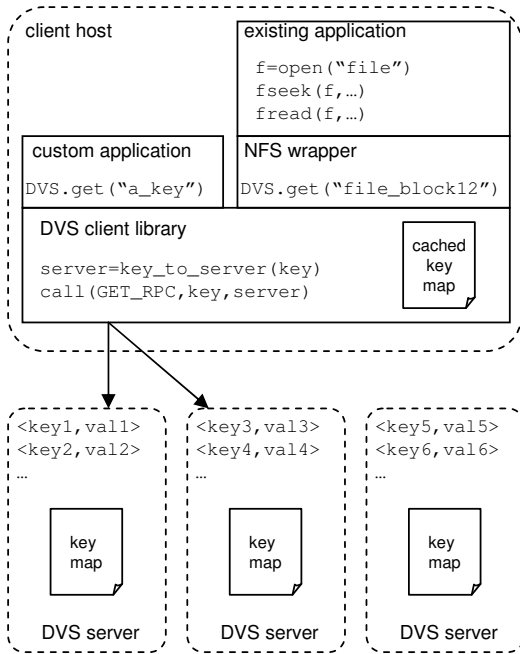 client host
existing application
f=open(“file”)
fseek(f,…)
fread(f,…)
custom application
DVS.get(“a_key”)
NFS wrapper
DVS.get(“file_block12”)
DVS client library
server=key_to_server(key)
call(GET_RPC,key,server)
cached
key
map
<key1,val1>
<key2,val2>
…
key
map
DVS server
<key3,val3>
<key4,val4>
…
key
map
DVS server
<key5,val5>
<key6,val6>
…
key
map
DVS server